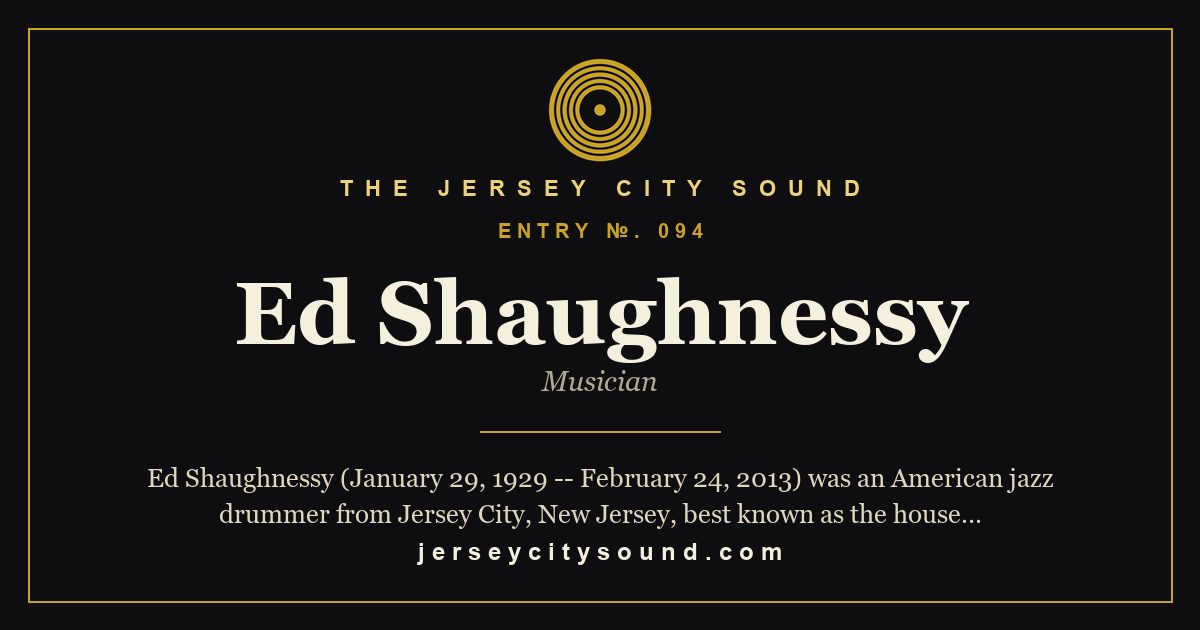 THE JERSEY CITY SOUND
ENTRY №. 094
Ed Shaughnessy
Musician
Ed Shaughnessy (January 29, 1929 -- February 24, 2013) was an American jazz
drummer from Jersey City, New Jersey, best known as the house...
jerseycitysound.com